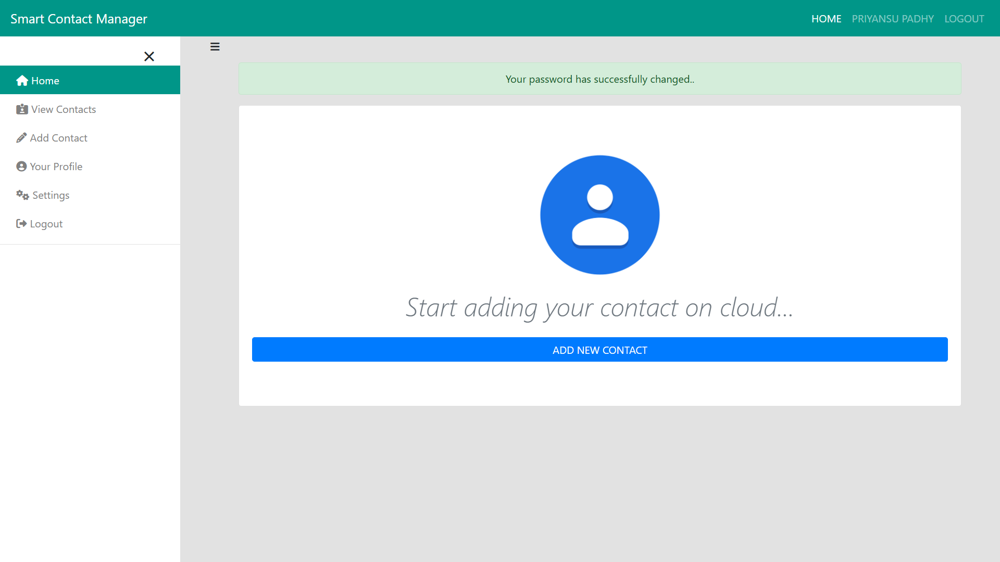 Smart Contact Manager
HOME PRIYANSU PADHY LOGOUT
Home
View Contacts
Add Contact
Your Profile
Settings
Logout
Your password has successfully changed..
Start adding your contact on cloud...
ADD NEW CONTACT